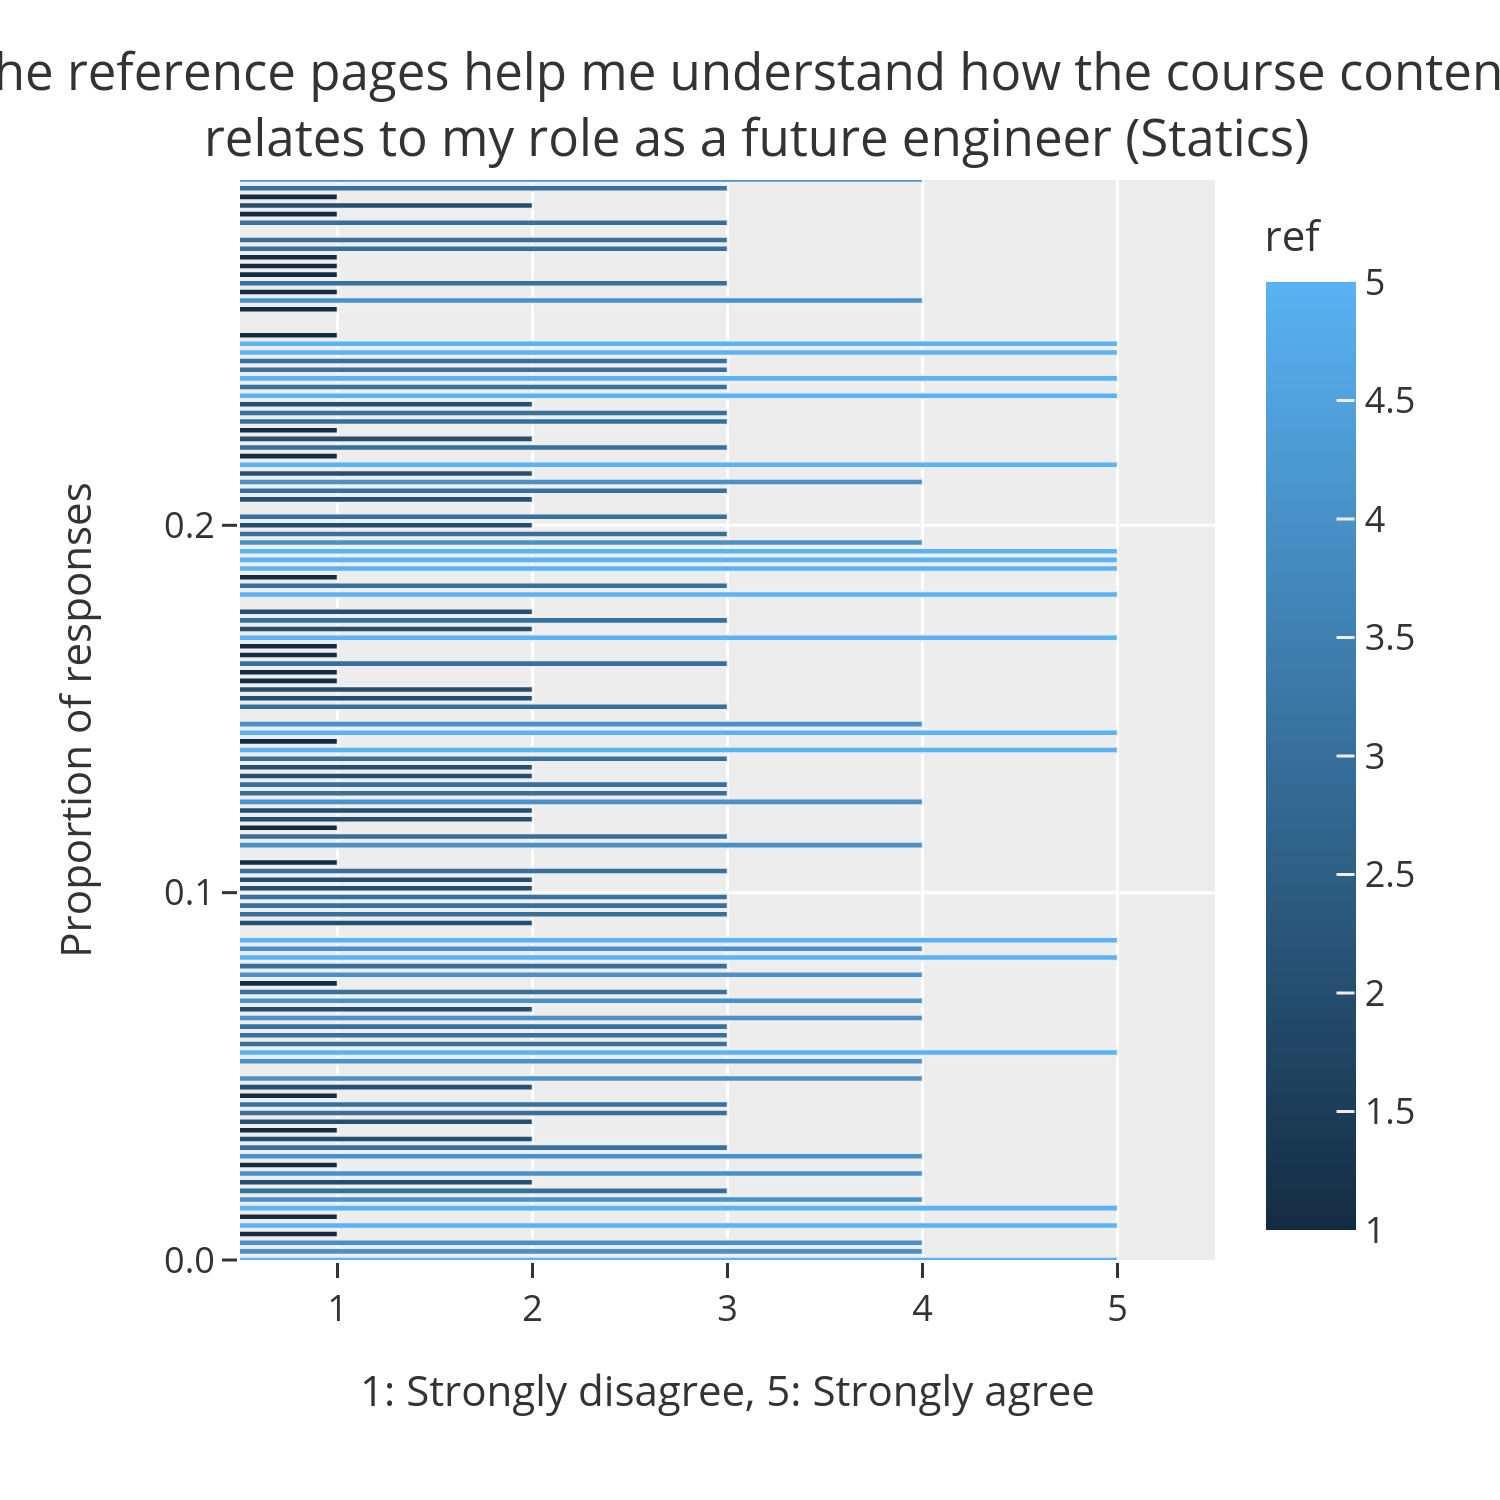 he reference pages help me understand how the course conten
relates to my role as a future engineer (Statics)
ref
5
4.5
4
3.5
3
2.5
2
1.5
1
Proportion of responses
0.2
0.1
0.0
1 2 3 4 5
1: Strongly disagree, 5: Strongly agree